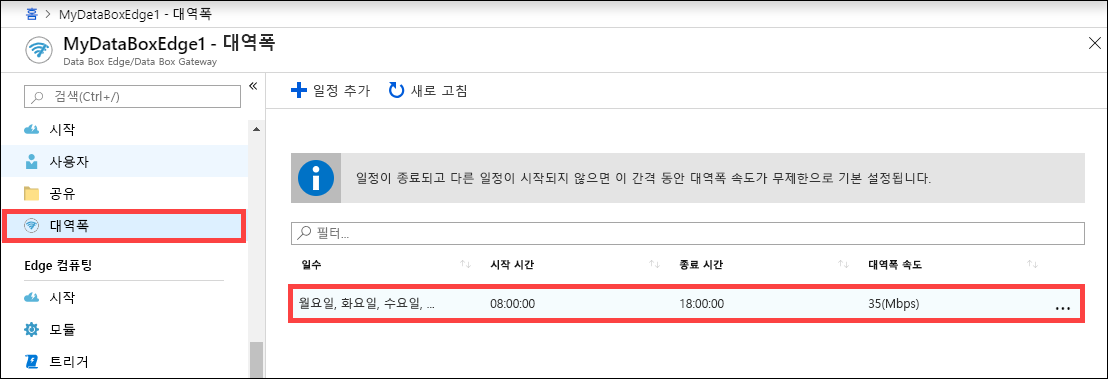 홈 > MyDataBoxEdge1 - 대역폭
MyDataBoxEdge1 - 대역폭
Data Box Edge/Data Box Gateway
검색(Ctrl+/)
시작
사용자
공유
대역폭
Edge 컴퓨팅
시작
모듈
트리거
일정 추가 새로 고침
일정이 종료되고 다른 일정이 시작되지 않으면 이 간격 동안 대역폭 속도가 무제한으로 기본 설정됩니다.
필터...
일수 시작 시간 종료 시간 대역폭 속도
월요일, 화요일, 수요일, ... 08:00:00 18:00:00 35(Mbps) ...